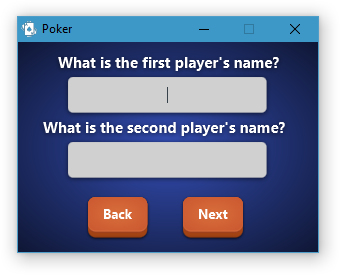 Poker
What is the first player's name?
What is the second player's name?
Back
Next